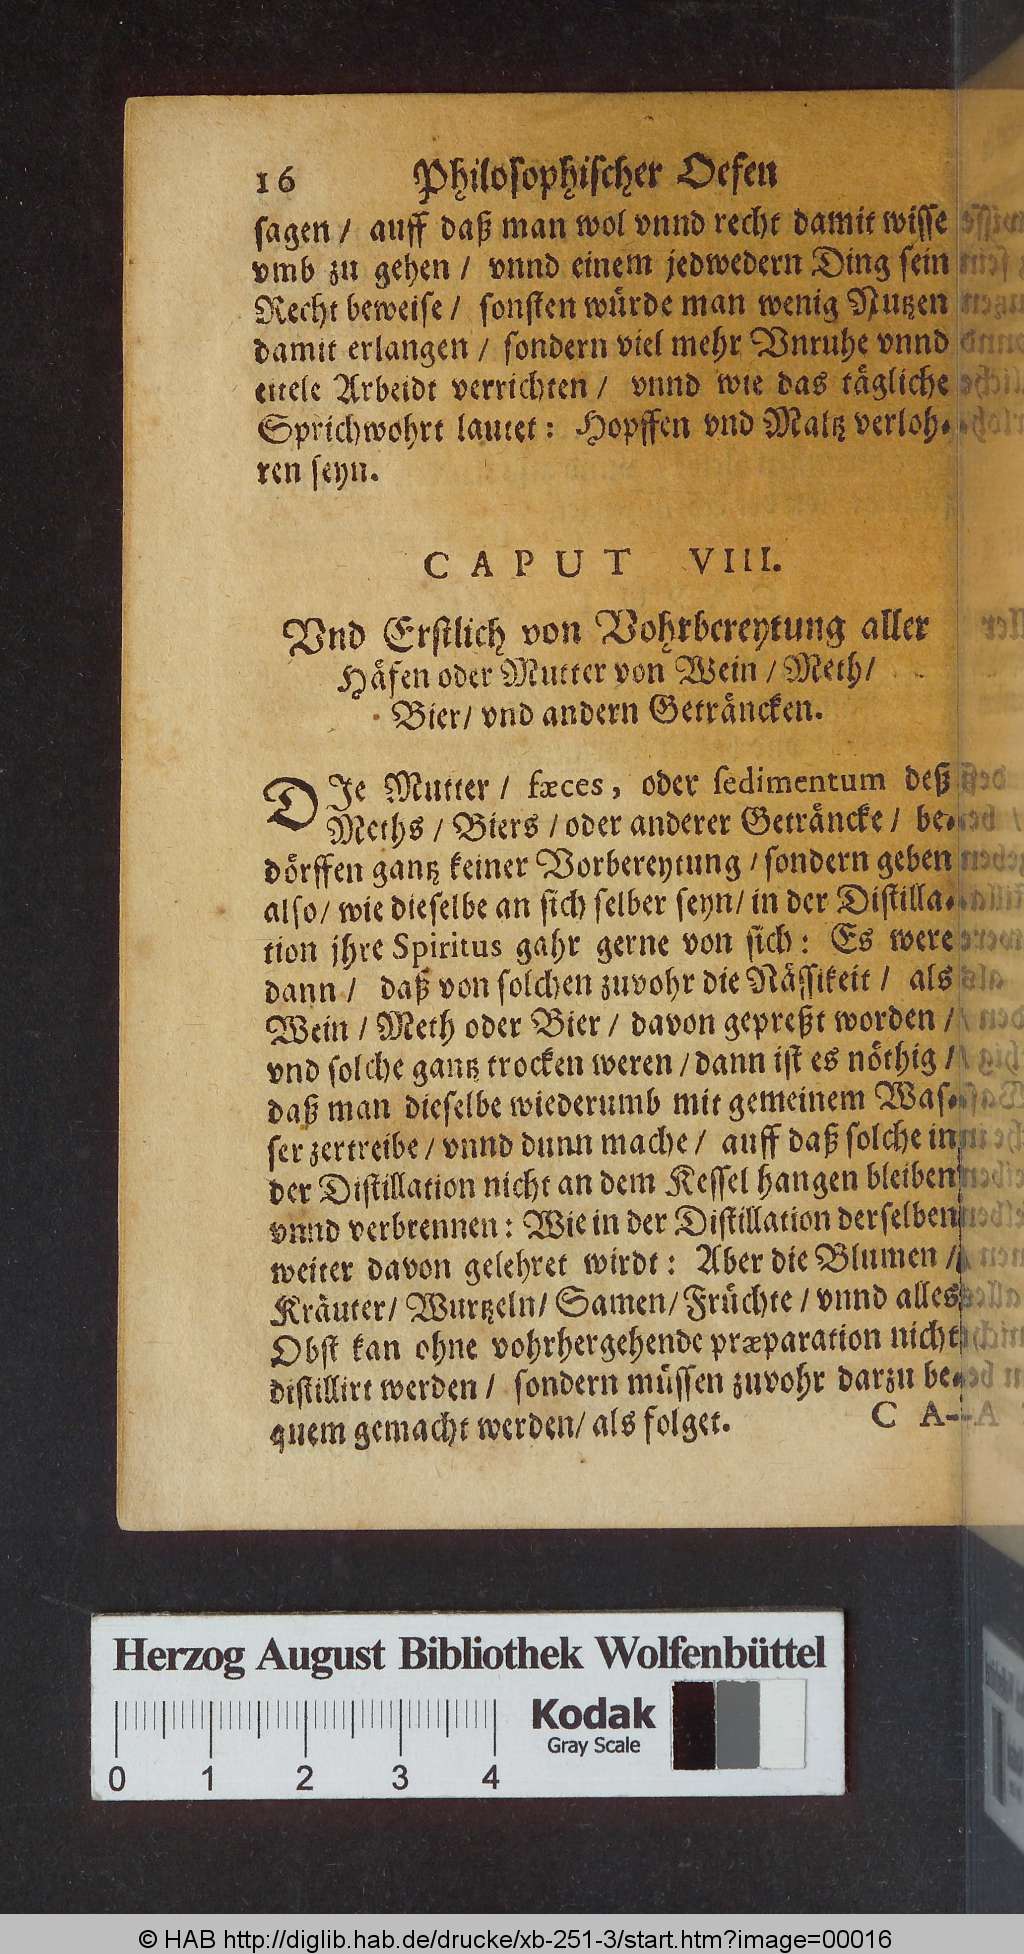 16 Philosophischer Oefen
sagen / auff daß man wol vnnd recht damit wisse
vmb zu gehen / vnnd einem jedwedern Ding sein
Recht beweise / sonsten würde man wenig Nutzen
damit erlangen / sondern viel mehr Vnruhe vnnd
eitele Arbeidt verrichten / vnnd wie das tägliche
Sprichwohrt lautet: Hopffen vnd Maltz verloh-
ren seyn.
CAPUT VIII.
Vnd Erstlich von Vohrbereytung aller
Häfen oder Mutter von Wein / Meth /
Bier / vnd andern Geträncken.
DJe Mutter / fæces, oder sedimentum deß
Meths / Biers / oder anderer Geträncke / be-
dörffen gantz keiner Vorbereytung / sondern geben
also / wie dieselbe an sich selber seyn / in der Distilla-
tion jhre Spiritus gahr gerne von sich: Es were
dann / daß von solchen zuvohr die Nässikeit / als
Wein / Meth oder Bier / davon gepreßt worden /
vnd solche gantz trocken weren / dann ist es nöthig /
daß man dieselbe wiederumb mit gemeinem Was-
ser zertreibe / vnnd dunn mache / auff daß solche in
der Distillation nicht an dem Kessel hangen bleiben
vnnd verbrennen: Wie in der Distillation derselben
weiter davon gelehret wirdt: Aber die Blumen /
Kräuter / Wurtzeln / Samen / Früchte / vnnd alles
Obst kan ohne vohrhergehende præparation nicht
distillirt werden / sondern müssen zuvohr darzu be-
quem gemacht werden / als folget.
CA-
Herzog August Bibliothek Wolfenbüttel
Kodak
Gray Scale
0 1 2 3 4
© HAB http://diglib.hab.de/drucke/xb-251-3/start.htm?image=00016